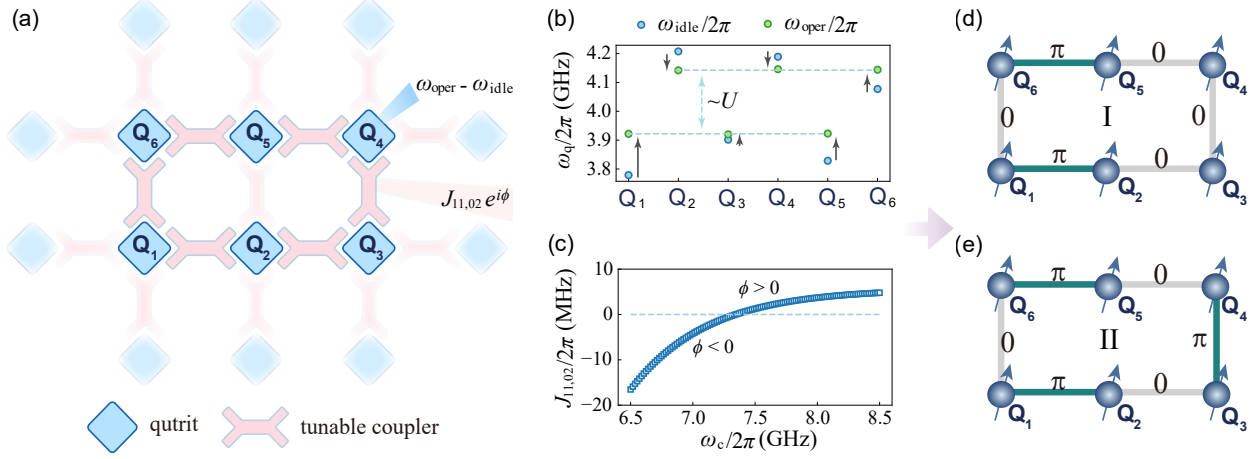 (a)
ω_oper - ω_idle
Q₆
Q₅
Q₄
J₁₁,₀₂ e^{iϕ}
Q₁
Q₂
Q₃
qutrit
tunable coupler
(b)
ω_idle/2π
ω_oper/2π
ω_q/2π (GHz)
4.2
4.1
4.0
3.9
3.8
~U
Q₁ Q₂ Q₃ Q₄ Q₅ Q₆
(c)
J₁₁,₀₂/2π (MHz)
10
0
−10
−20
ϕ > 0
ϕ < 0
6.5 7.0 7.5 8.0 8.5
ω_c/2π (GHz)
(d)
π 0
Q₆ Q₅ Q₄
0 I 0
π 0
Q₁ Q₂ Q₃
(e)
π 0
Q₆ Q₅ Q₄
0 II π
π 0
Q₁ Q₂ Q₃